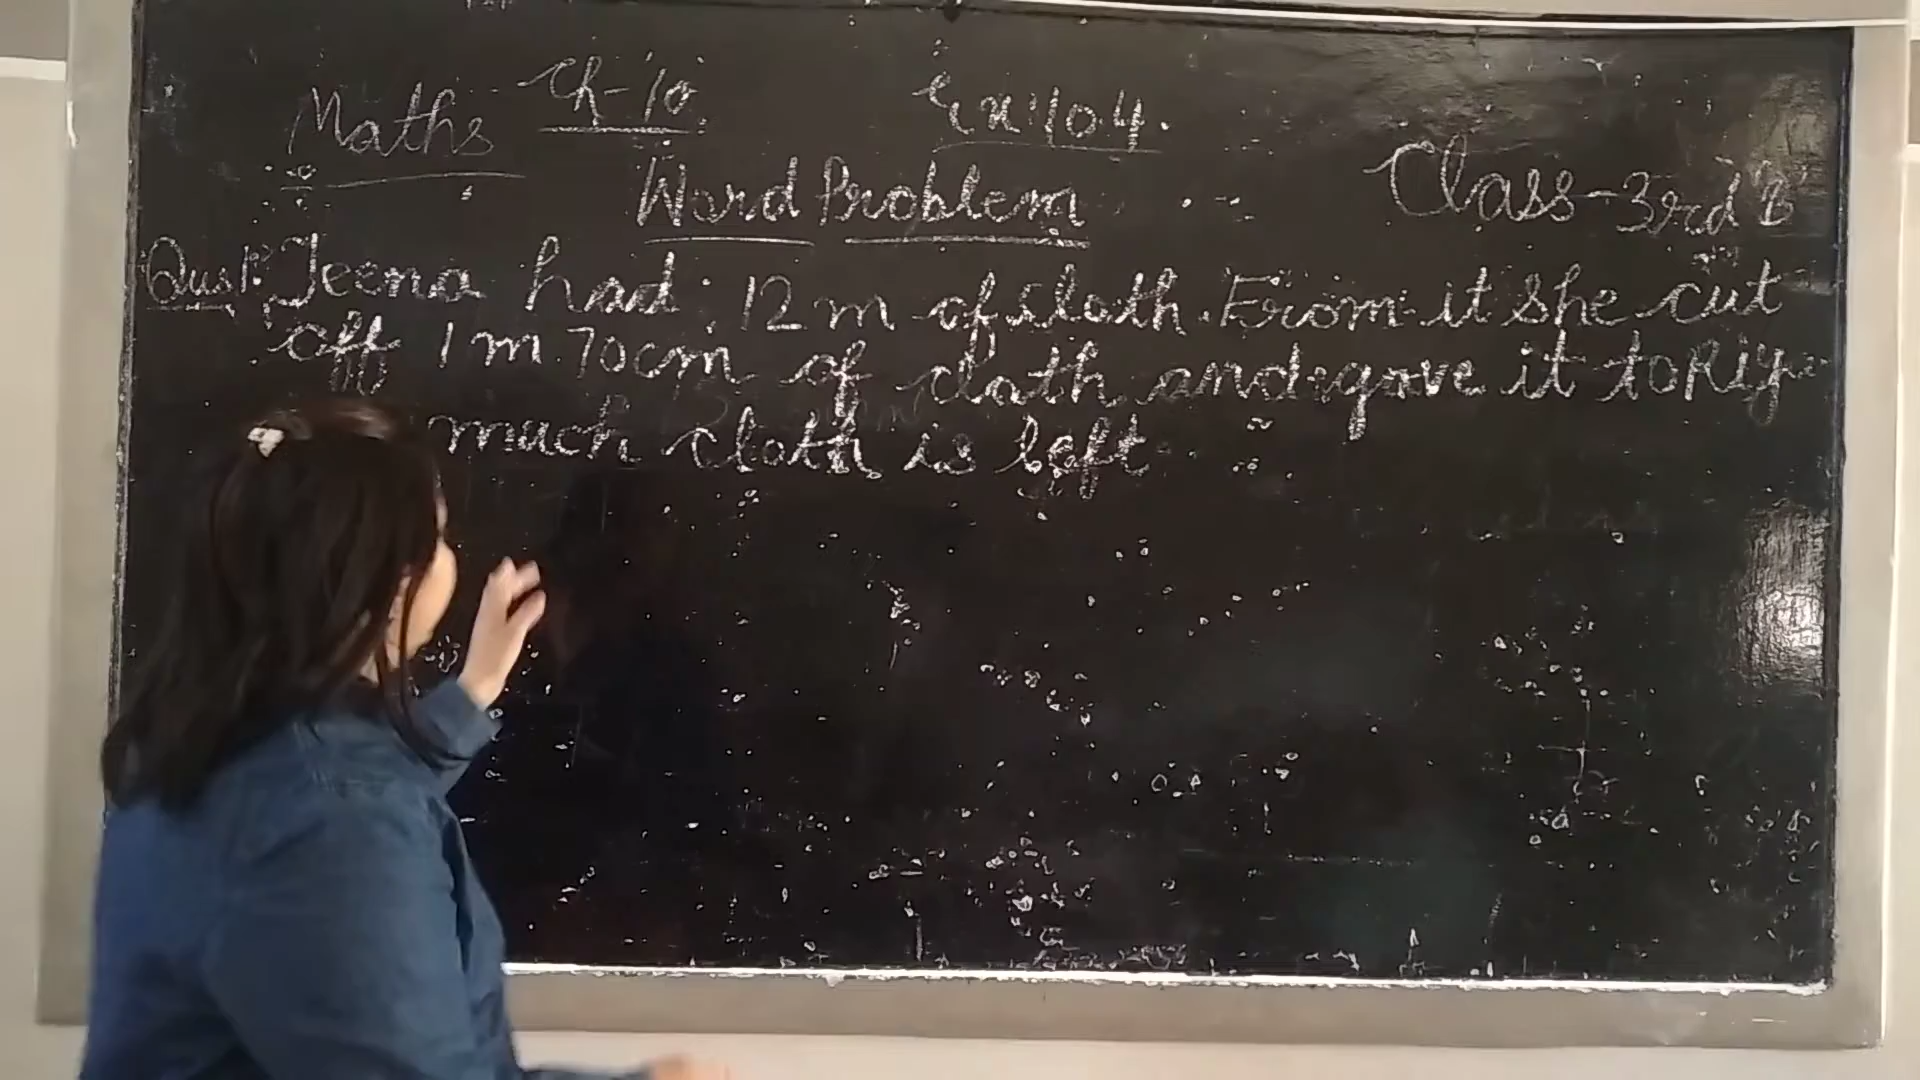 Maths Ch-10 Ex 10.4.
Word Problem Class-3rd 'B'
Qus1: Teena had 12 m of cloth. From it she cut
off 1 m 70 cm of cloth and gave it to
much cloth is left